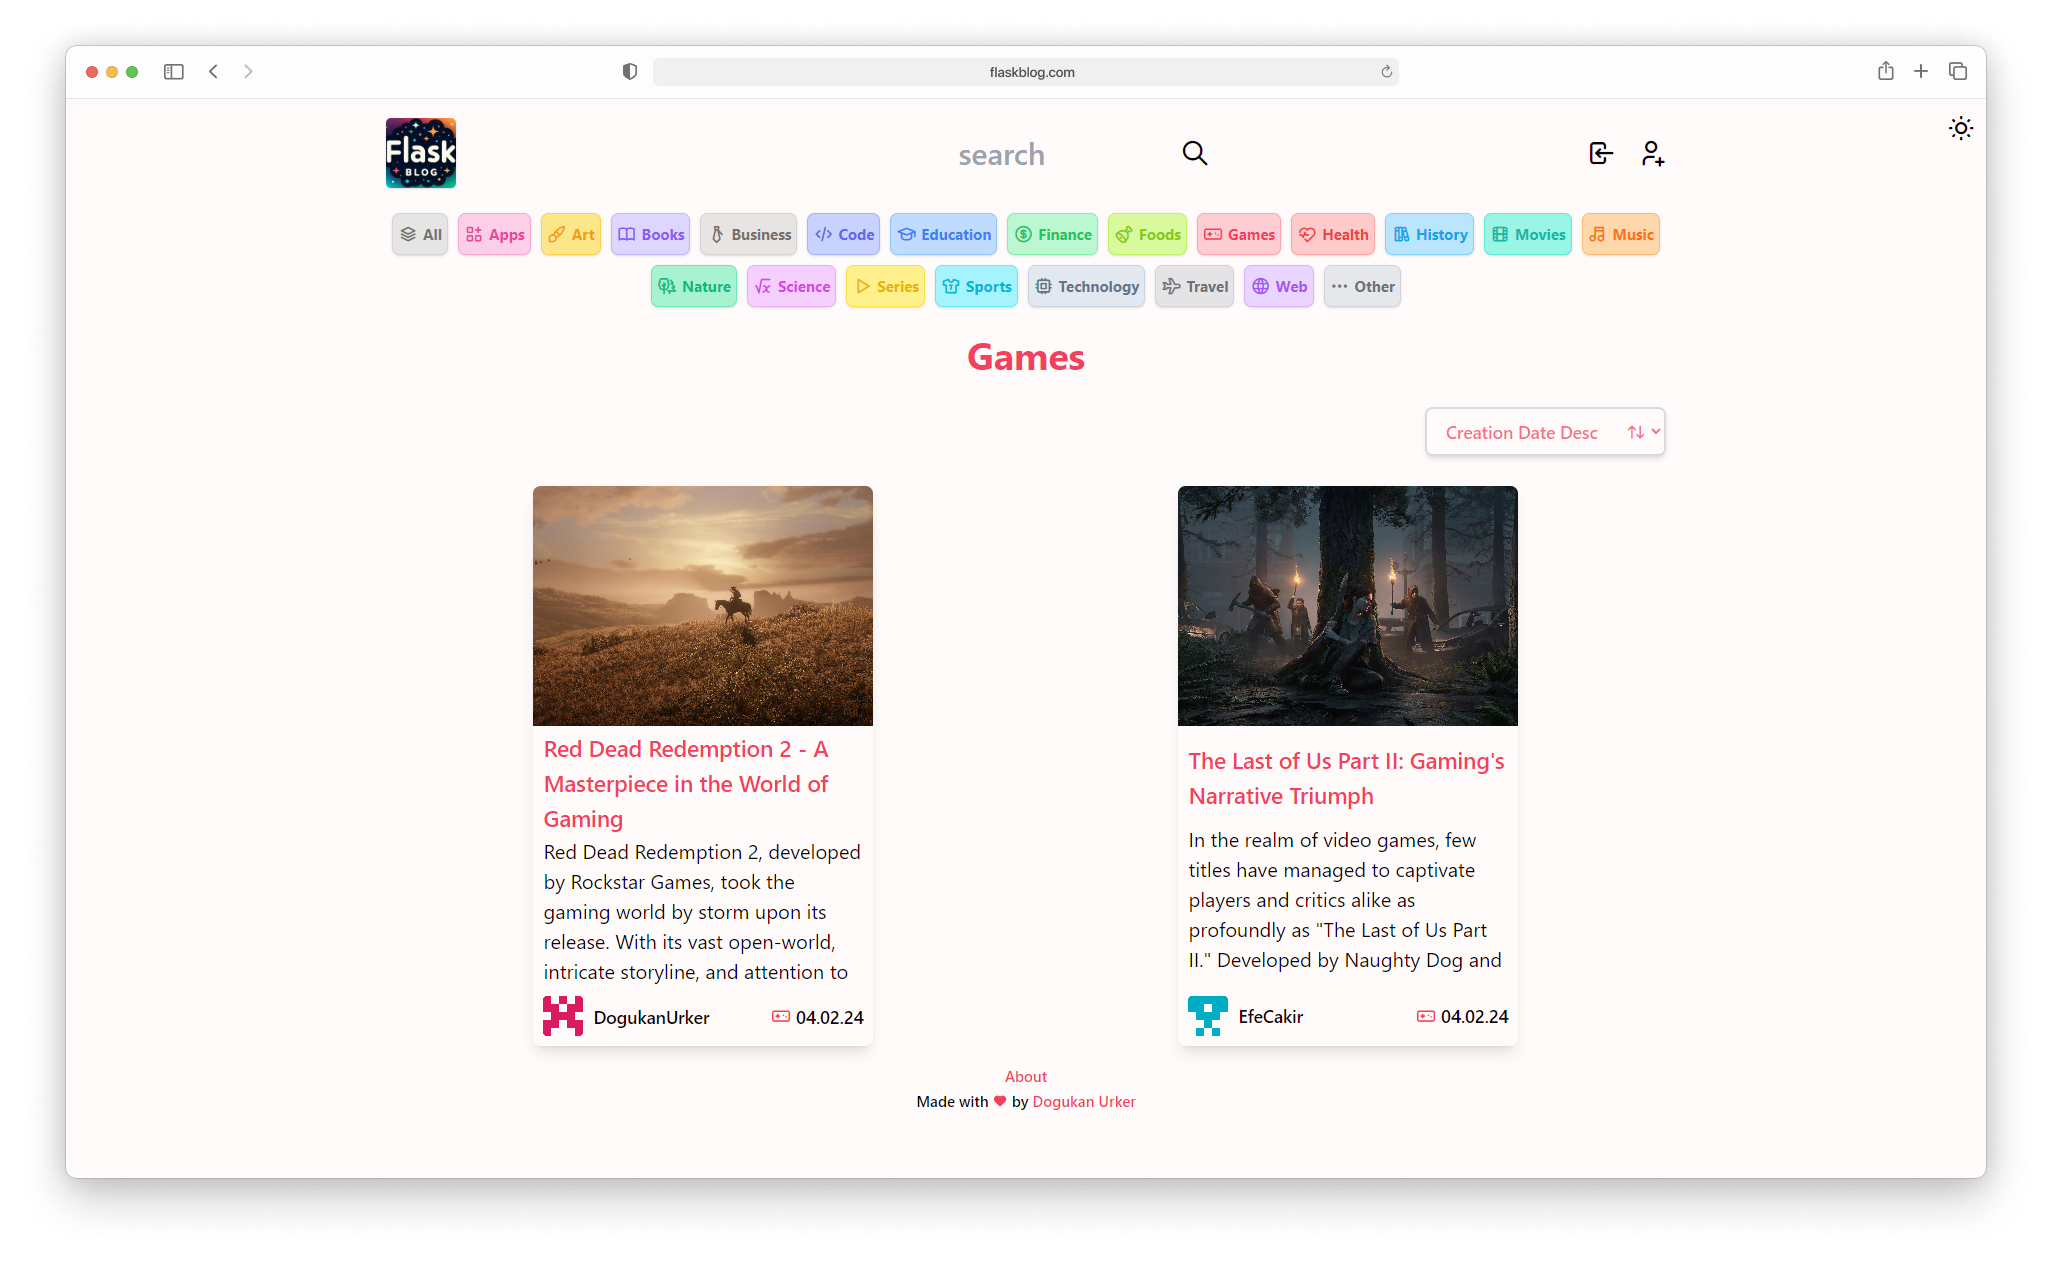 flaskblog.com
Flask
BLOG
search
All Apps Art Books Business Code Education Finance Foods Games Health History Movies Music
Nature Science Series Sports Technology Travel Web Other
Games
Creation Date Desc
Red Dead Redemption 2 - A
Masterpiece in the World of
Gaming
Red Dead Redemption 2, developed
by Rockstar Games, took the
gaming world by storm upon its
release. With its vast open-world,
intricate storyline, and attention to
DogukanUrker 04.02.24
The Last of Us Part II: Gaming's
Narrative Triumph
In the realm of video games, few
titles have managed to captivate
players and critics alike as
profoundly as "The Last of Us Part
II." Developed by Naughty Dog and
EfeCakir 04.02.24
About
Made with ❤ by Dogukan Urker